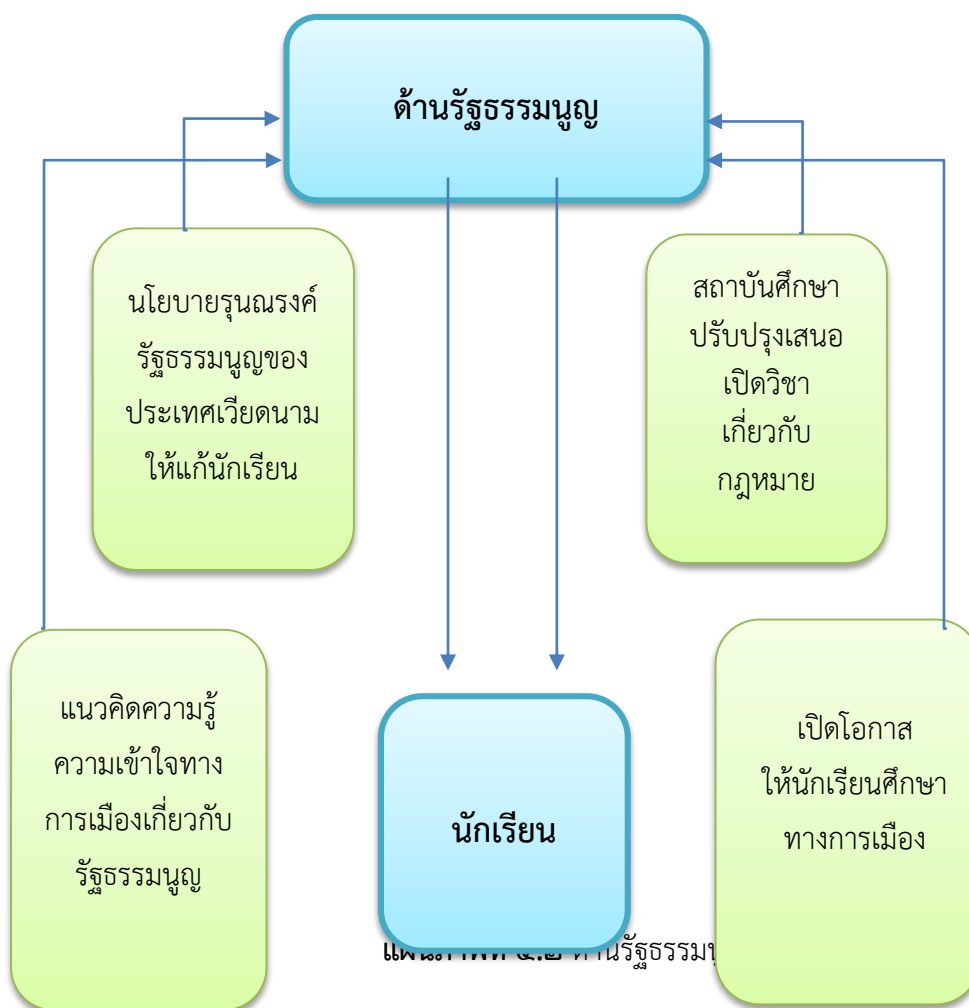 ด้านรัฐธรรมนูญ
นโยบายรุนณรงค์
รัฐธรรมนูญของ
ประเทศเวียดนาม
ให้แก้นักเรียน
สถาบันศึกษา
ปรับปรุงเสนอ
เปิดวิชา
เกี่ยวกับ
กฎหมาย
แนวคิดความรู้
ความเข้าใจทาง
การเมืองเกี่ยวกับ
รัฐธรรมนูญ
นักเรียน
เปิดโอกาส
ให้นักเรียนศึกษา
ทางการเมือง